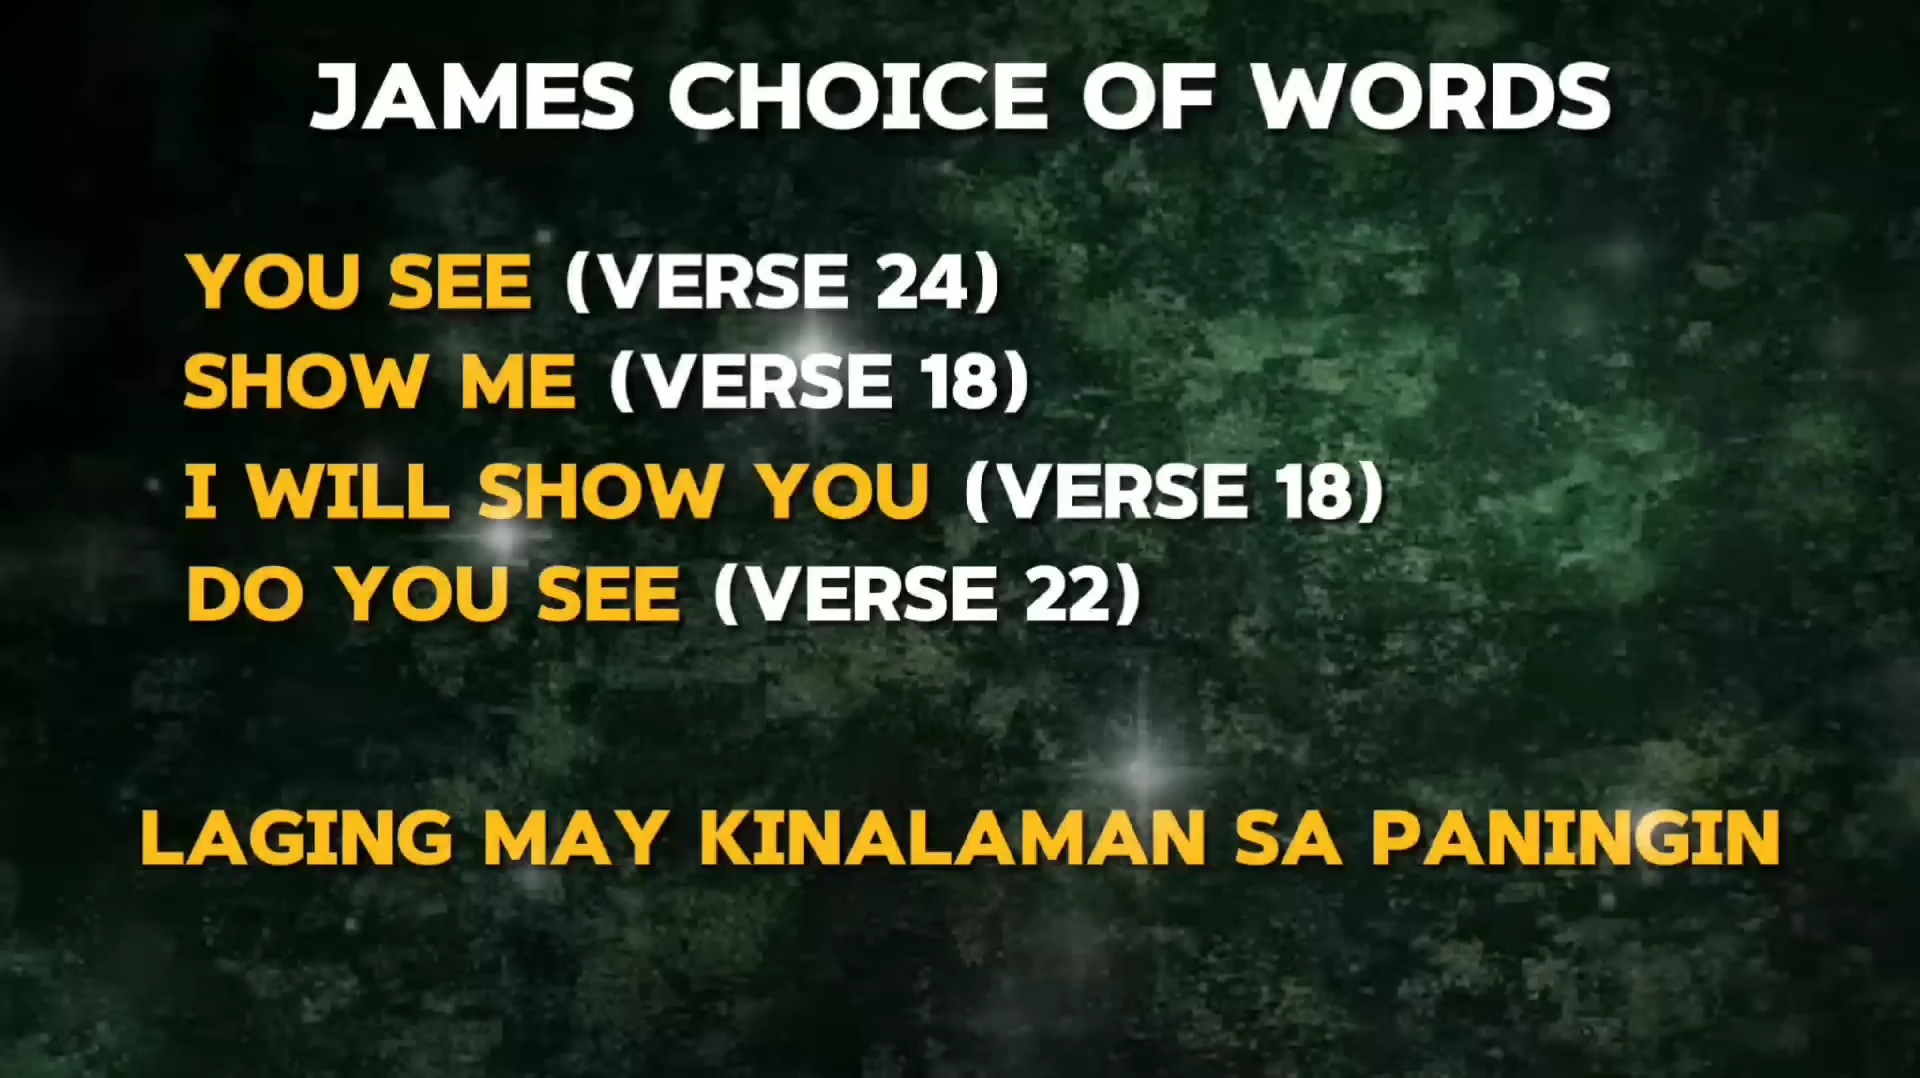 JAMES CHOICE OF WORDS
YOU SEE (VERSE 24)
SHOW ME (VERSE 18)
I WILL SHOW YOU (VERSE 18)
DO YOU SEE (VERSE 22)
LAGING MAY KINALAMAN SA PANINGIN